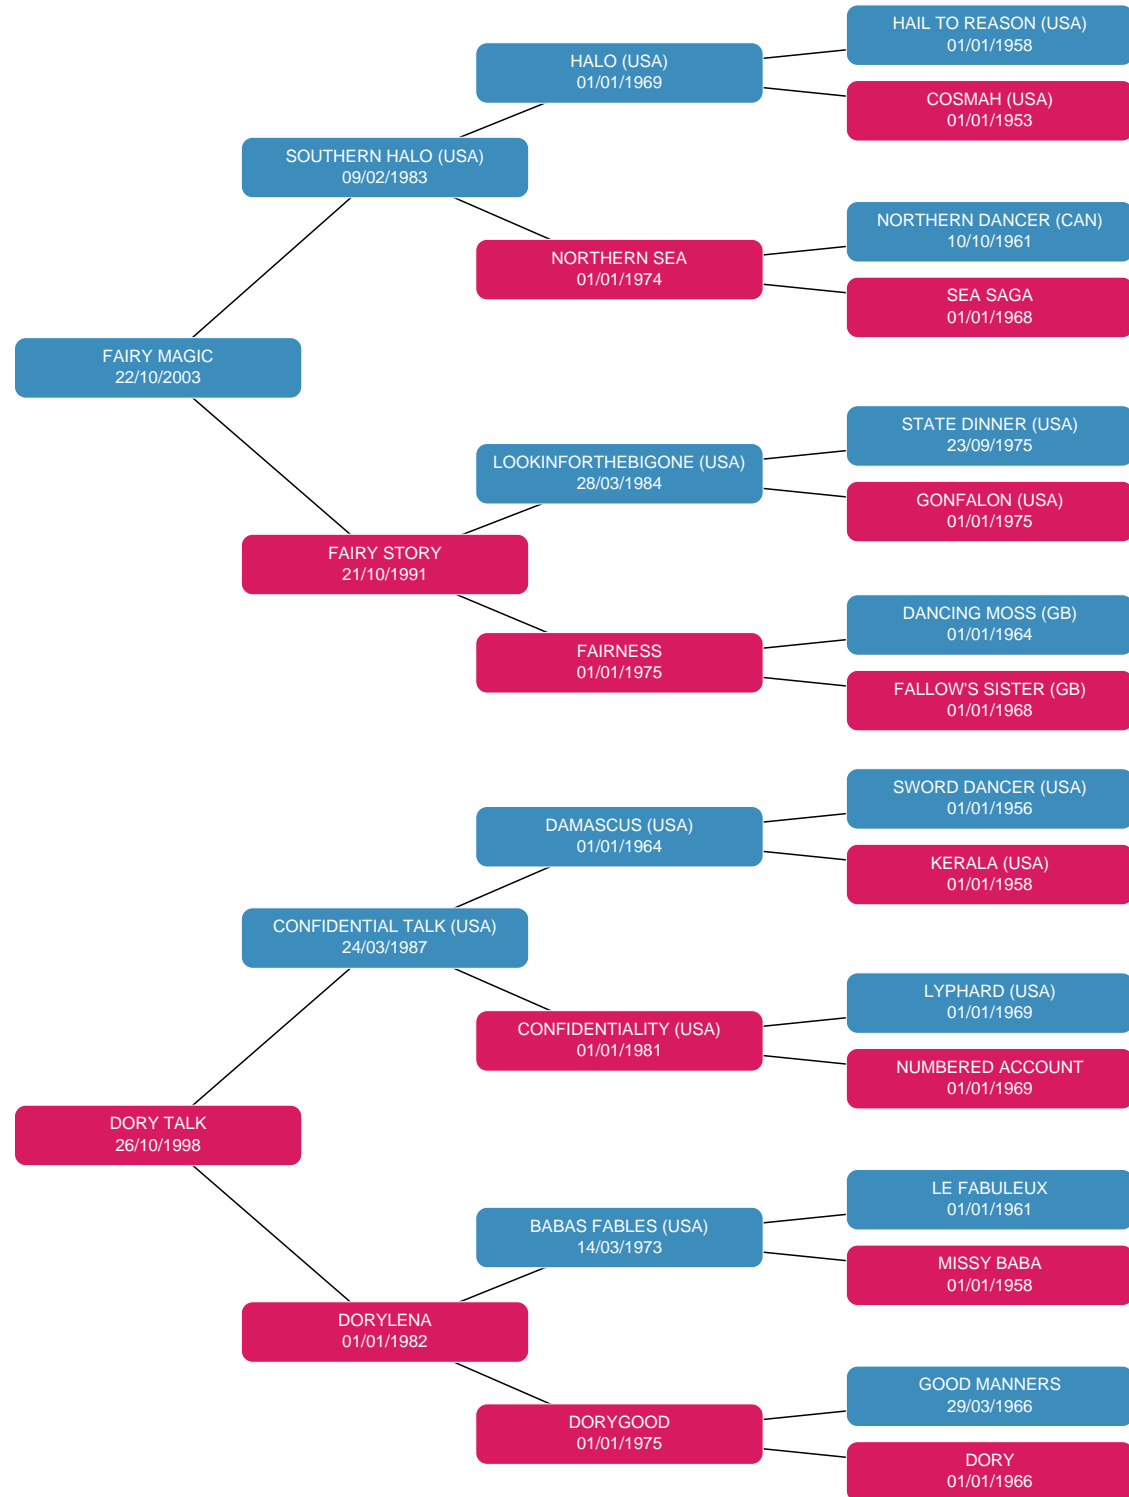 HAIL TO REASON (USA)
01/01/1958
HALO (USA)
01/01/1969
COSMAH (USA)
01/01/1953
SOUTHERN HALO (USA)
09/02/1983
NORTHERN DANCER (CAN)
10/10/1961
NORTHERN SEA
01/01/1974
SEA SAGA
01/01/1968
FAIRY MAGIC
22/10/2003
STATE DINNER (USA)
23/09/1975
LOOKINFORTHEBIGONE (USA)
28/03/1984
GONFALON (USA)
01/01/1975
FAIRY STORY
21/10/1991
DANCING MOSS (GB)
01/01/1964
FAIRNESS
01/01/1975
FALLOW'S SISTER (GB)
01/01/1968
SWORD DANCER (USA)
01/01/1956
DAMASCUS (USA)
01/01/1964
KERALA (USA)
01/01/1958
CONFIDENTIAL TALK (USA)
24/03/1987
LYPHARD (USA)
01/01/1969
CONFIDENTIALITY (USA)
01/01/1981
NUMBERED ACCOUNT
01/01/1969
DORY TALK
26/10/1998
LE FABULEUX
01/01/1961
BABAS FABLES (USA)
14/03/1973
MISSY BABA
01/01/1958
DORYLENA
01/01/1982
GOOD MANNERS
29/03/1966
DORYGOOD
01/01/1975
DORY
01/01/1966